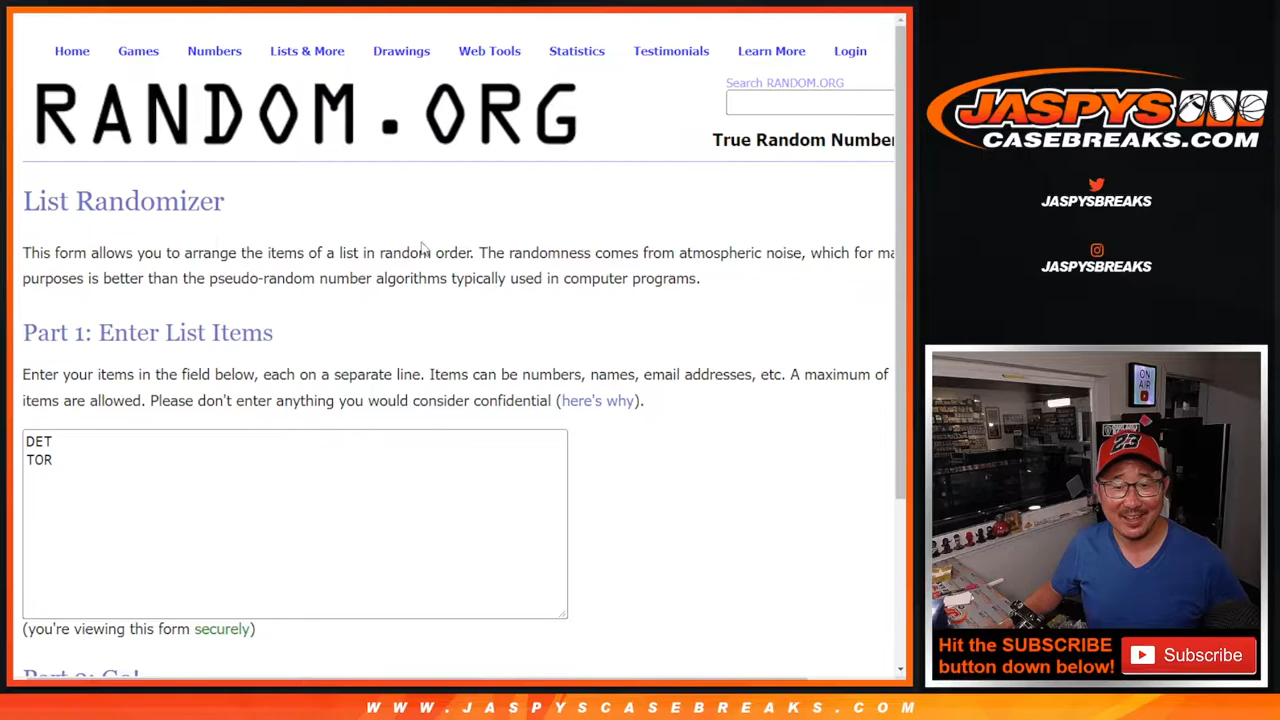 Home Games Numbers Lists & More Drawings Web Tools Statistics Testimonials Learn More Login
RANDOM.ORG
Search RANDOM.ORG
True Random Number
List Randomizer
This form allows you to arrange the items of a list in random order. The randomness comes from atmospheric noise, which for
purposes is better than the pseudo-random number algorithms typically used in computer programs.
Part 1: Enter List Items
Enter your items in the field below, each on a separate line. Items can be numbers, names, email addresses, etc. A maximum of
items are allowed. Please don't enter anything you would consider confidential (here's why).
DET
TOR
(you're viewing this form securely)
Part 2: Go!
JASPYS
CASEBREAKS.COM
JASPYSBREAKS
JASPYSBREAKS
ON
AIR
23
Hit the SUBSCRIBE
button down below!
Subscribe
WWW.JASPYSCASEBREAKS.COM